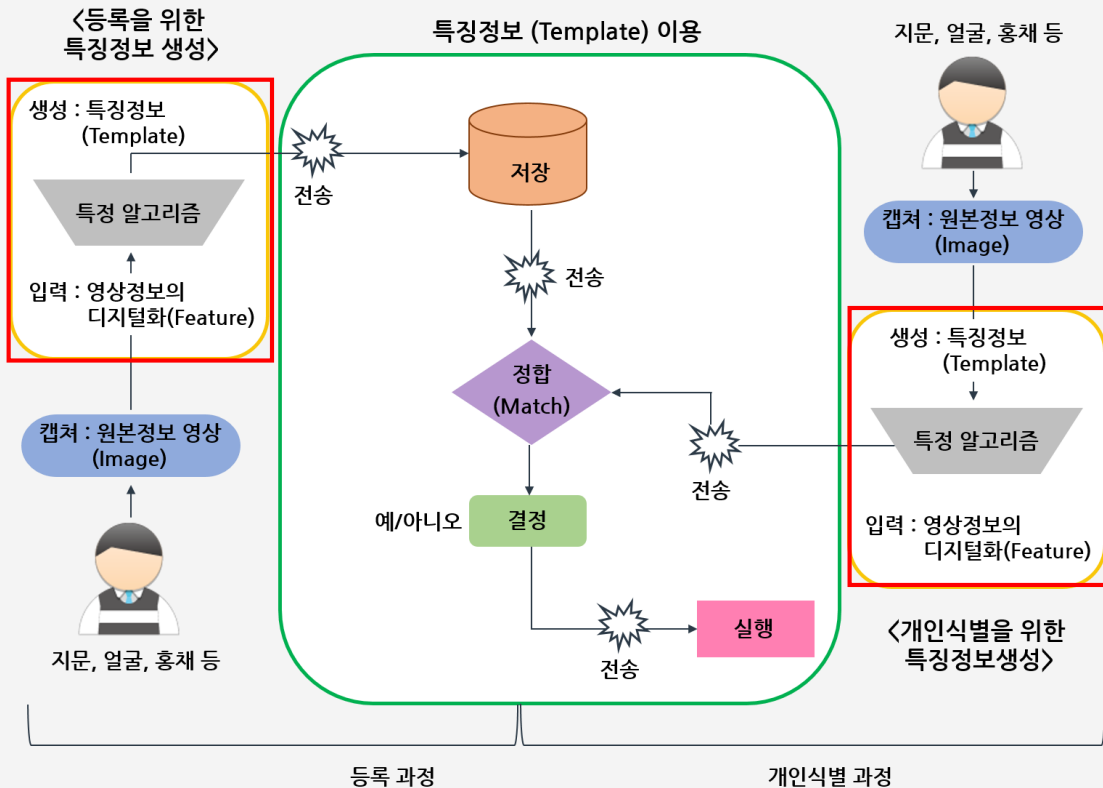 <등록을 위한
특징정보 생성>
생성 : 특징정보
(Template)
특정 알고리즘
입력 : 영상정보의
디지털화(Feature)
캡쳐 : 원본정보 영상
(Image)
지문, 얼굴, 홍채 등
특징정보 (Template) 이용
전송
저장
전송
정합
(Match)
전송
예/아니오
결정
전송
실행
지문, 얼굴, 홍채 등
캡쳐 : 원본정보 영상
(Image)
생성 : 특징정보
(Template)
특정 알고리즘
입력 : 영상정보의
디지털화(Feature)
<개인식별을 위한
특징정보생성>
등록 과정
개인식별 과정